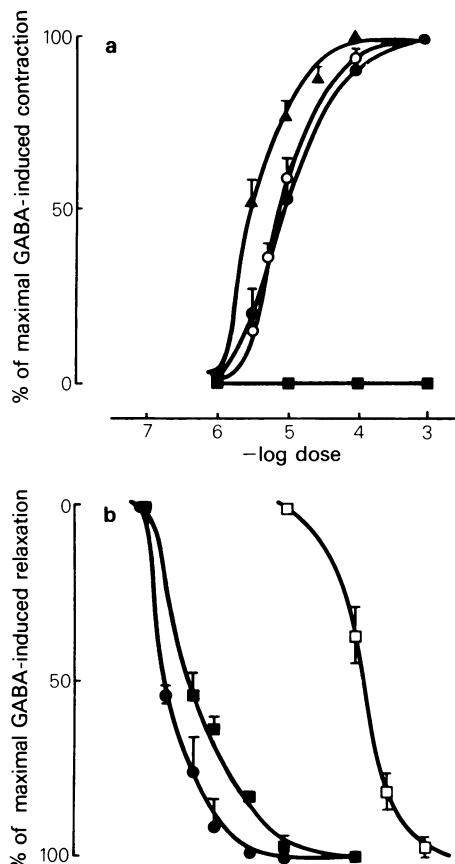 a
% of maximal GABA-induced contraction
100
50
0
7 6 5 4 3
−log dose
b
% of maximal GABA-induced relaxation
0
50
100